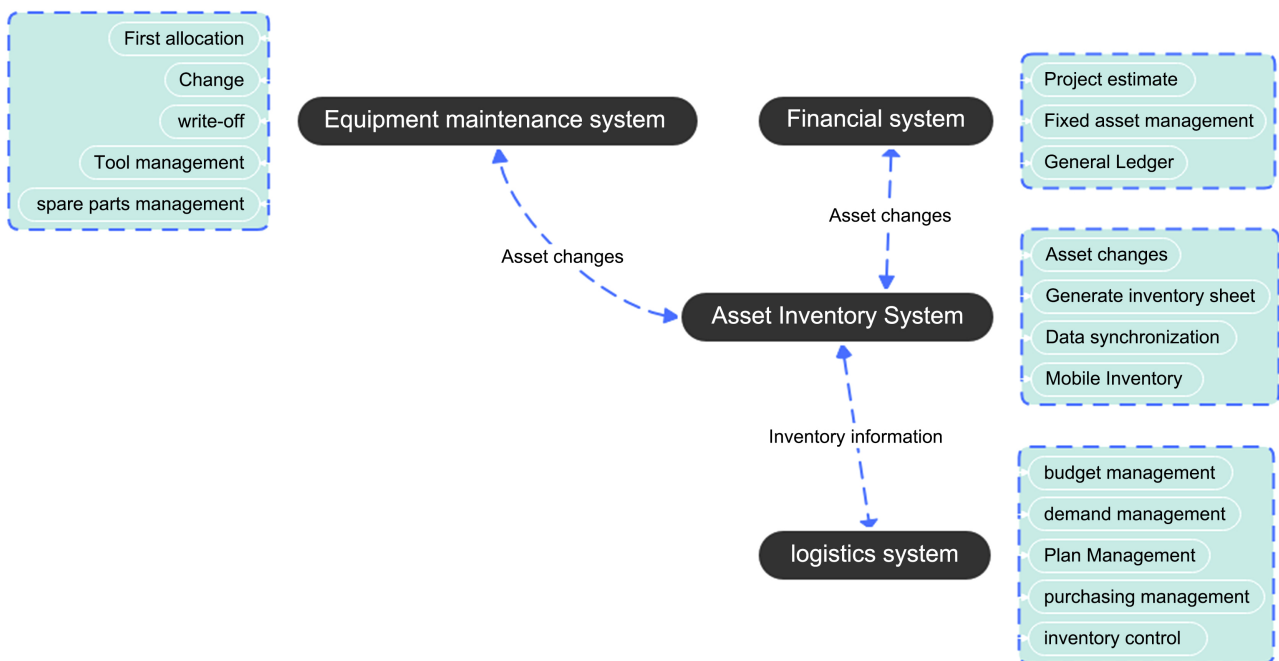 First allocation
Change
write-off
Tool management
spare parts management
Equipment maintenance system
Financial system
Project estimate
Fixed asset management
General Ledger
Asset changes
Asset changes
Asset Inventory System
Asset changes
Generate inventory sheet
Data synchronization
Mobile Inventory
Inventory information
logistics system
budget management
demand management
Plan Management
purchasing management
inventory control